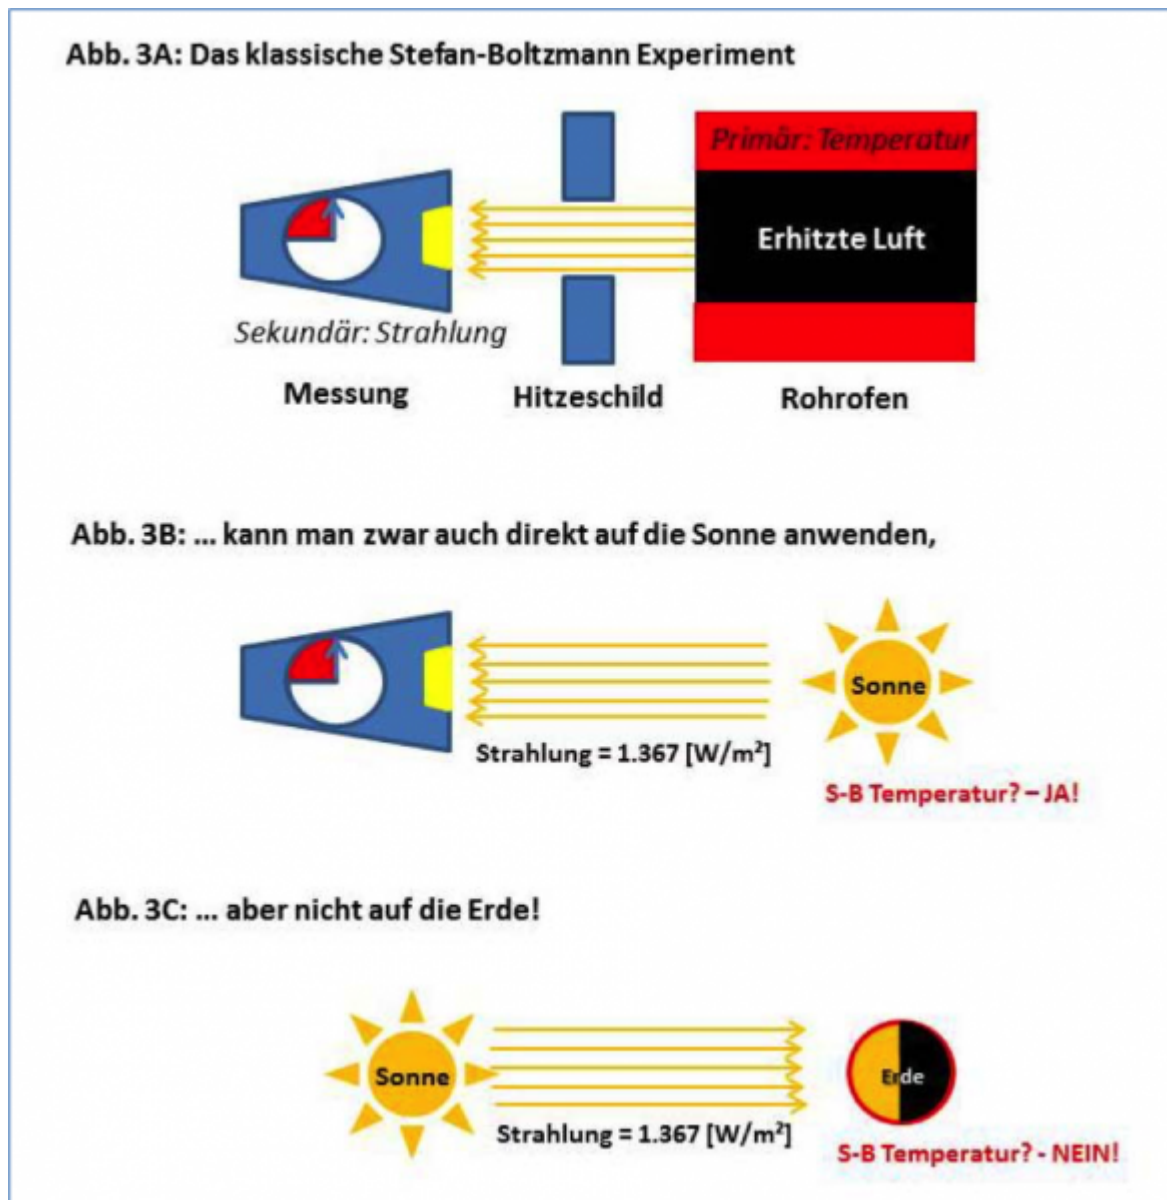 Abb. 3A: Das klassische Stefan-Boltzmann Experiment
Primär: Temperatur
Erhitzte Luft
Sekundär: Strahlung
Messung
Hitzeschild
Rohrofen
Abb. 3B: ... kann man zwar auch direkt auf die Sonne anwenden,
Sonne
Strahlung = 1.367 [W/m²]
S-B Temperatur? – JA!
Abb. 3C: ... aber nicht auf die Erde!
Sonne
Erde
Strahlung = 1.367 [W/m²]
S-B Temperatur? - NEIN!